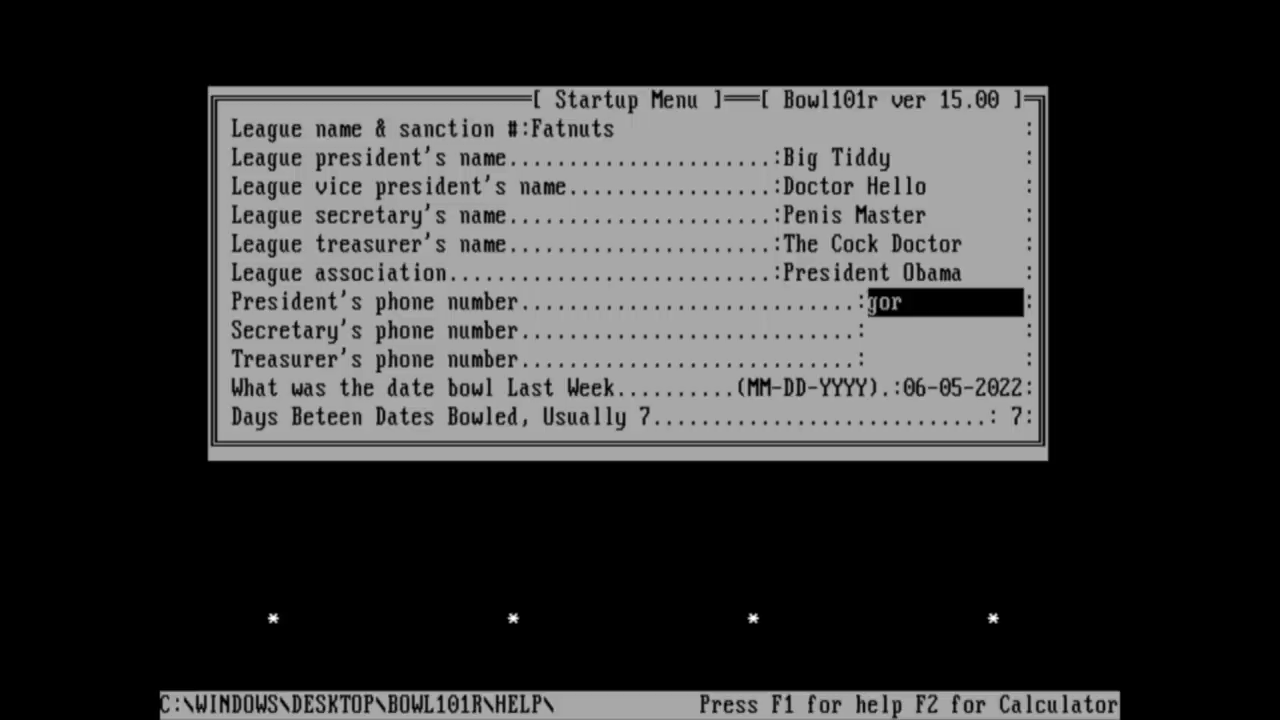 [ Startup Menu ]══[ Bowl101r ver 15.00 ]
League name & sanction #:Fatnuts :
League president's name......................:Big Tiddy :
League vice president's name.................:Doctor Hello :
League secretary's name......................:Penis Master :
League treasurer's name......................:The Cock Doctor :
League association...........................:President Obama :
President's phone number............................:gor :
Secretary's phone number............................: :
Treasurer's phone number............................: :
What was the date bowl Last Week..........(MM-DD-YYYY).:06-05-2022:
Days Beteen Dates Bowled, Usually 7............................: 7:
* * * *
C:\WINDOWS\DESKTOP\BOWL101R\HELP\ Press F1 for help F2 for Calculator